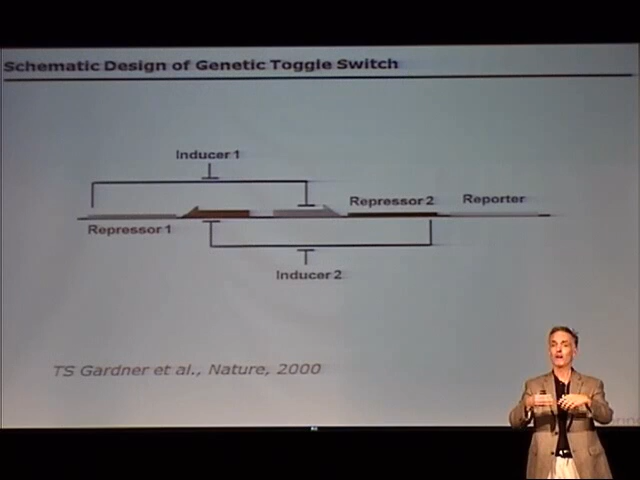 Schematic Design of Genetic Toggle Switch
Inducer 1
Repressor 2
Reporter
Repressor 1
Inducer 2
TS Gardner et al., Nature, 2000